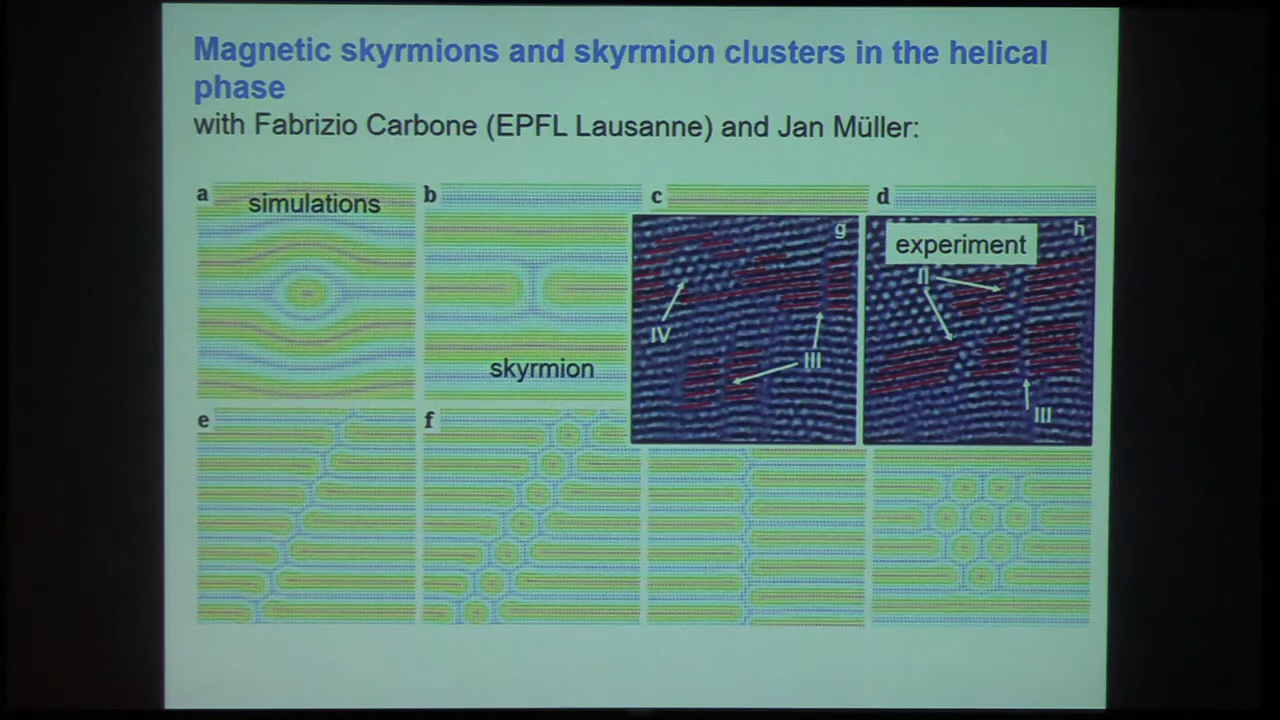 Magnetic skyrmions and skyrmion clusters in the helical
phase
with Fabrizio Carbone (EPFL Lausanne) and Jan Müller:
a
simulations
b
skyrmion
c
g
IV
III
d
experiment
h
II
III
e
f